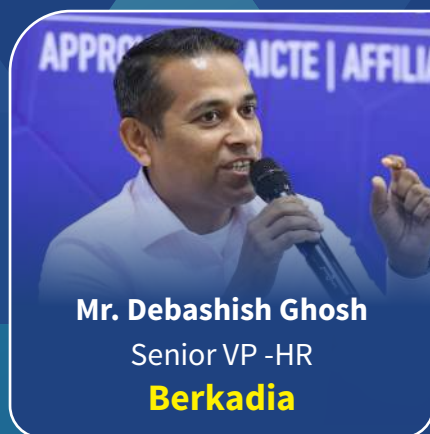 AICTE | AFFILIA
Mr. Debashish Ghosh
Senior VP -HR
Berkadia